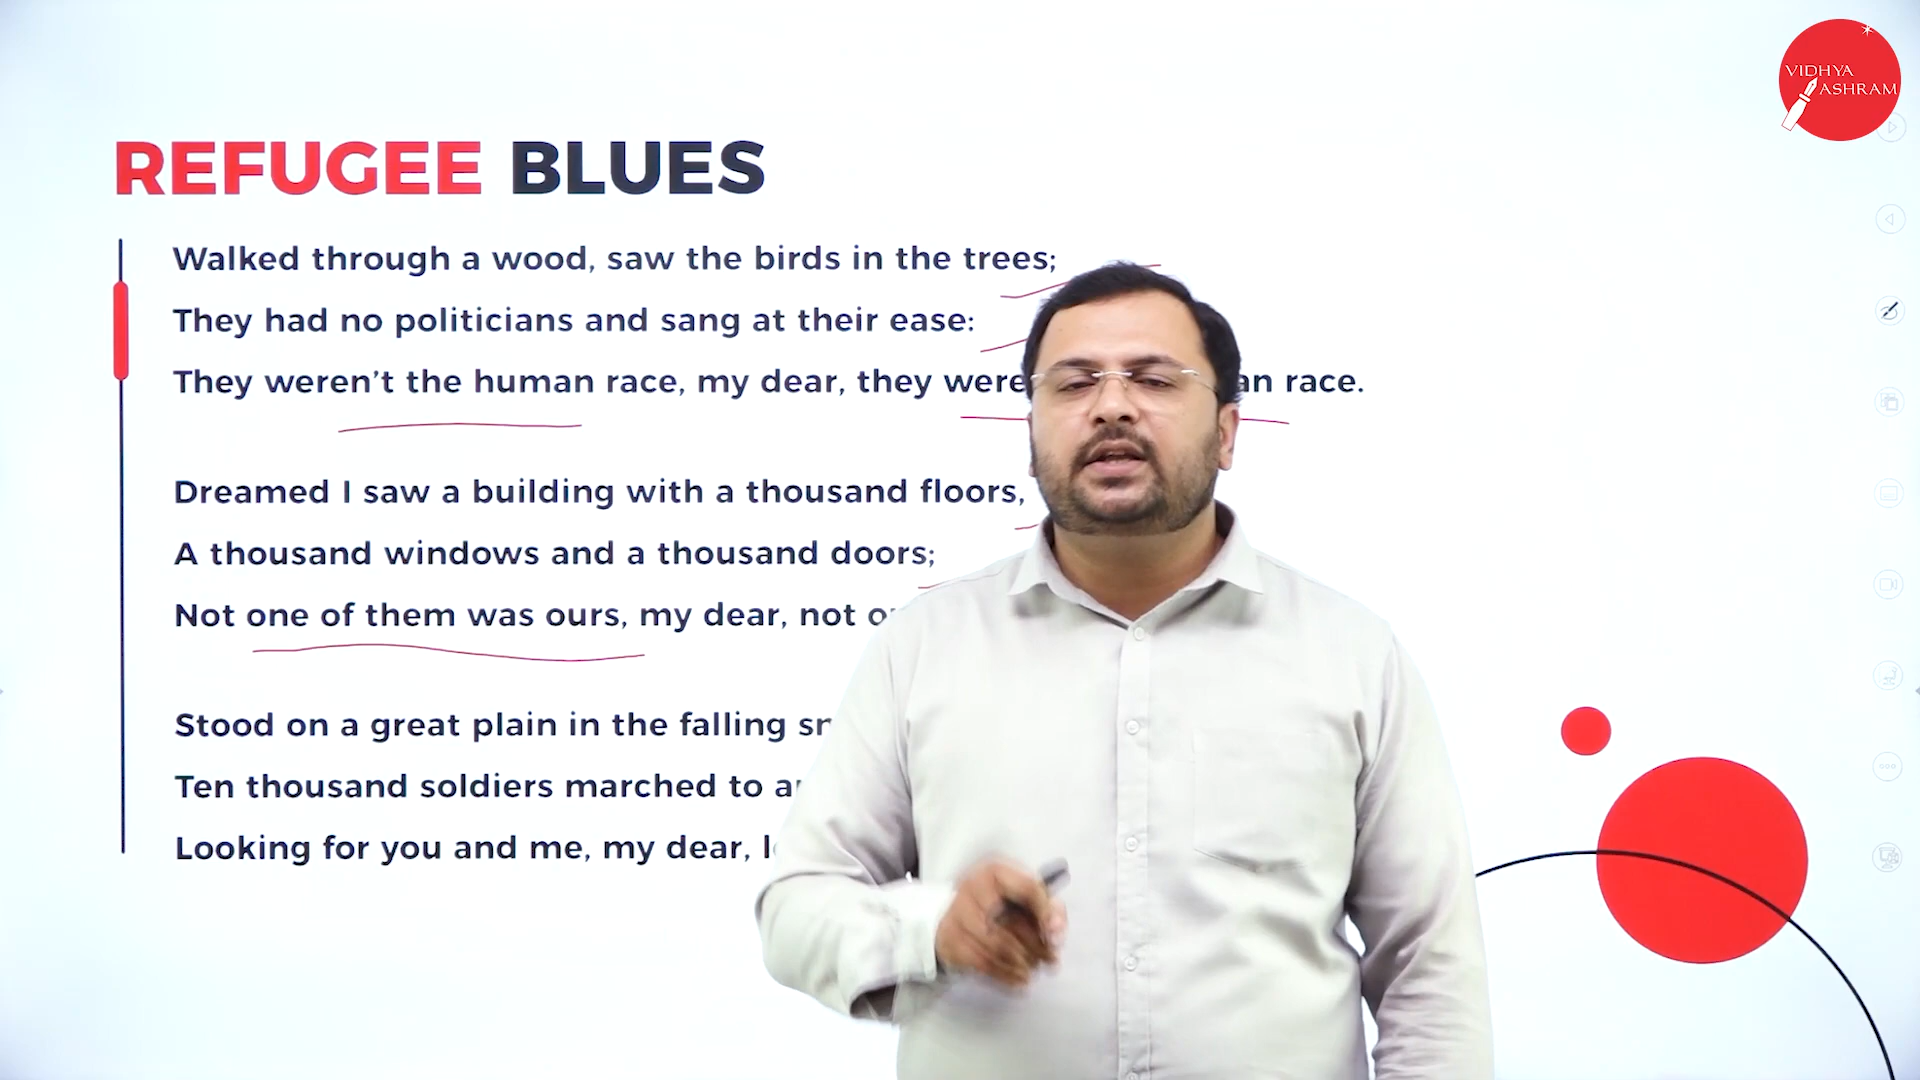 VIDHYA
ASHRAM
REFUGEE BLUES
Walked through a wood, saw the birds in the trees;
They had no politicians and sang at their ease:
They weren't the human race, my dear, they were race.
Dreamed I saw a building with a thousand floors,
A thousand windows and a thousand doors;
Not one of them was ours, my dear, not
Stood on a great plain in the falling
Ten thousand soldiers marched to
Looking for you and me, my dear,